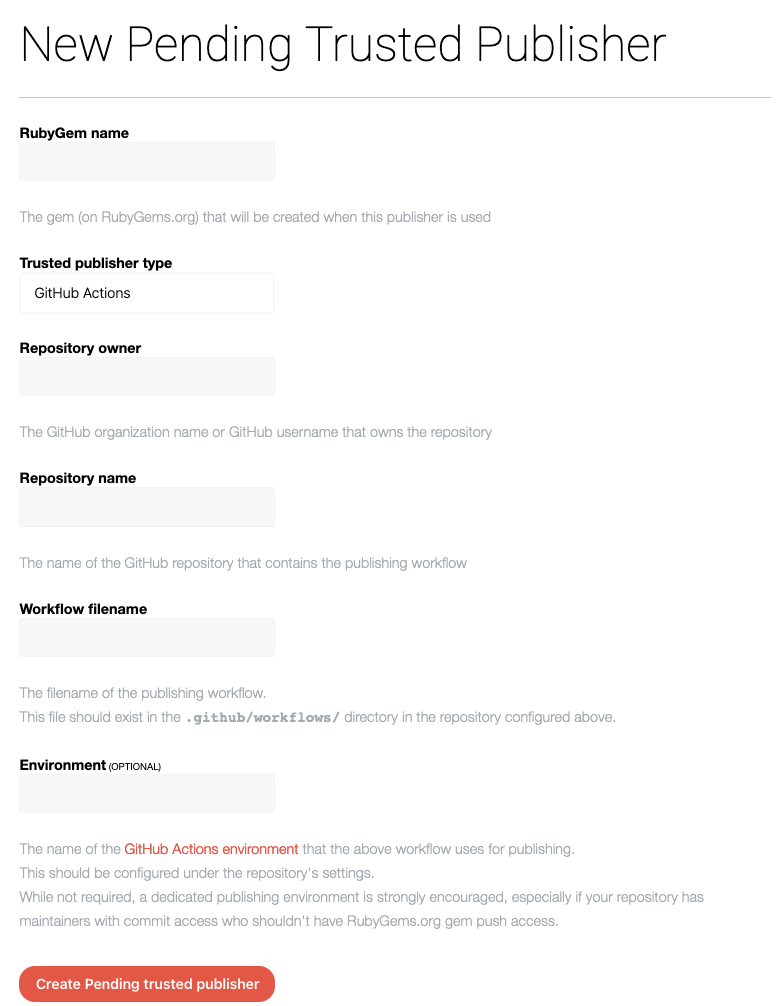 New Pending Trusted Publisher
RubyGem name
The gem (on RubyGems.org) that will be created when this publisher is used
Trusted publisher type
GitHub Actions
Repository owner
The GitHub organization name or GitHub username that owns the repository
Repository name
The name of the GitHub repository that contains the publishing workflow
Workflow filename
The filename of the publishing workflow.
This file should exist in the .github/workflows/ directory in the repository configured above.
Environment (OPTIONAL)
The name of the GitHub Actions environment that the above workflow uses for publishing.
This should be configured under the repository's settings.
While not required, a dedicated publishing environment is strongly encouraged, especially if your repository has
maintainers with commit access who shouldn't have RubyGems.org gem push access.
Create Pending trusted publisher